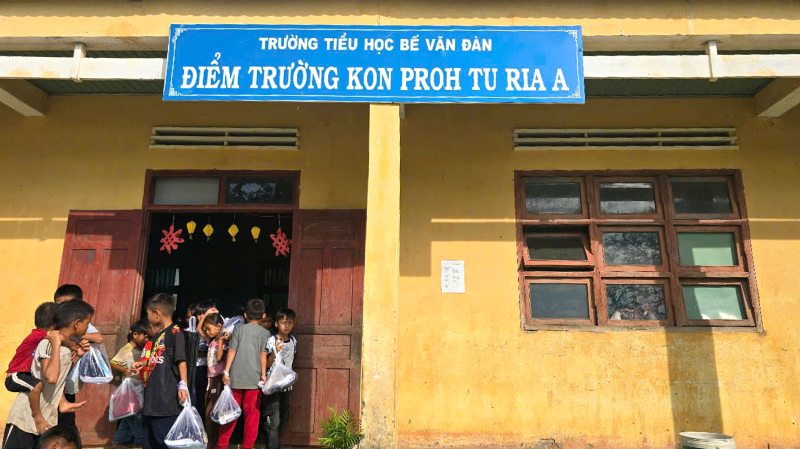 TRƯỜNG TIỂU HỌC BẾ VĂN ĐÀN
ĐIỂM TRƯỜNG KON PROH TU RIA A